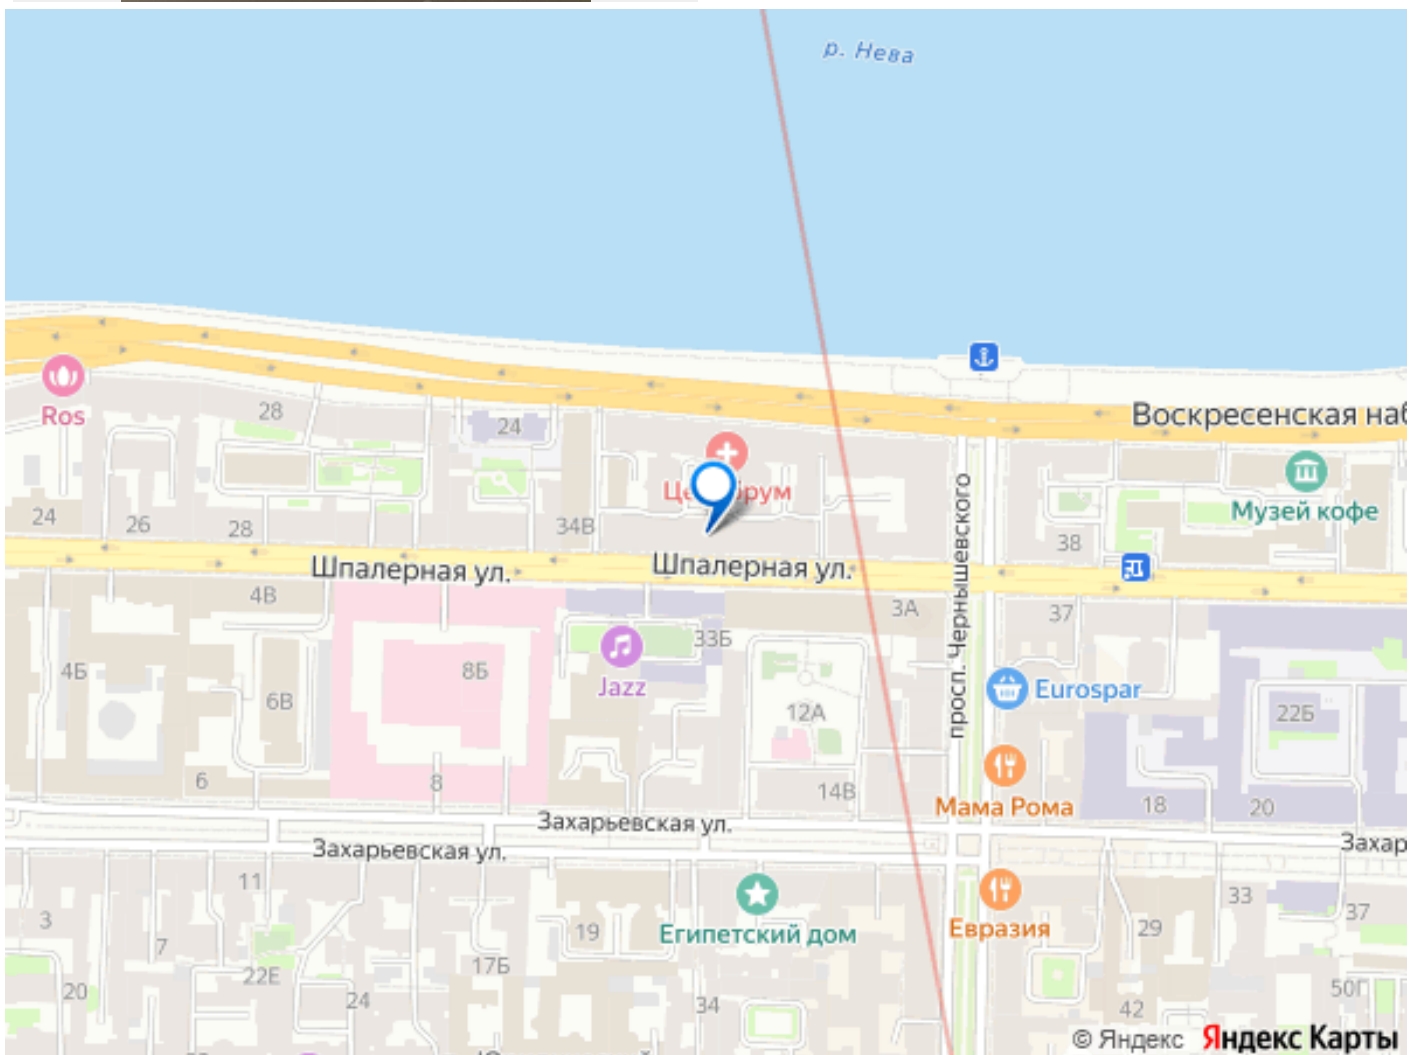 р. Нева
Ros
28
24
Воскресенская наб
Це
рум
Музей кофе
24
26
28
34В
38
Шпалерная ул.
Шпалерная ул.
просп. Чернышевского
4В
3А
37
33Б
4Б
8Б
Jazz
6В
Eurospar
12А
22Б
6
8
14В
Мама Рома
18
20
Захарьевская ул.
Захарьевская ул.
Захар
11
33
3
7
19
Египетский дом
Евразия
29
37
22Е
17Б
20
24
34
42
50Г
© Яндекс Яндекс Карты